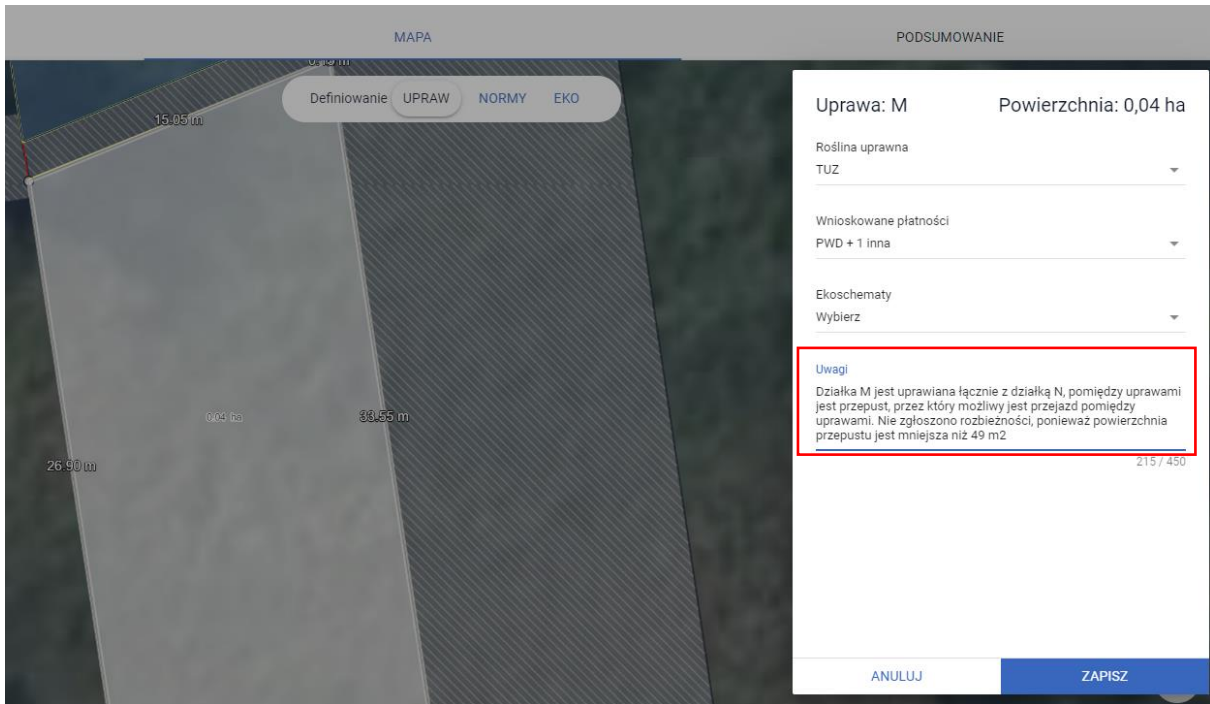 MAPA
PODSUMOWANIE
Definiowanie UPRAW NORMY EKO
15.05 m
0.04 ha
33.55 m
26.90 m
Uprawa: M Powierzchnia: 0,04 ha
Roślina uprawna
TUZ
Wnioskowane płatności
PWD + 1 inna
Ekoschematy
Wybierz
Uwagi
Działka M jest uprawiana łącznie z działką N, pomiędzy uprawami
jest przepust, przez który możliwy jest przejazd pomiędzy
uprawami. Nie zgłoszono rozbieżności, ponieważ powierzchnia
przepustu jest mniejsza niż 49 m2
215 / 450
ANULUJ ZAPISZ